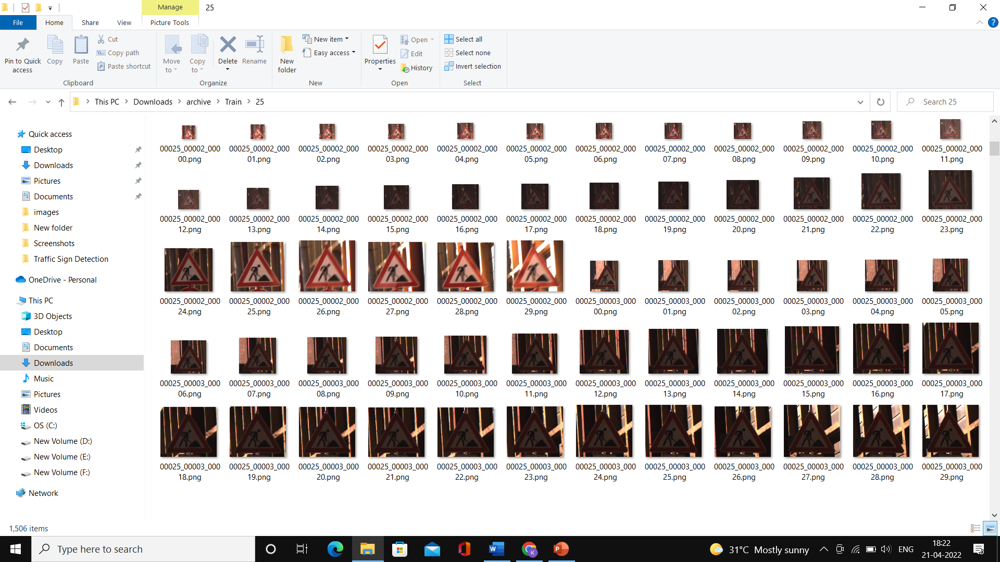 Manage
25
File
Home
Share
View
Picture Tools
Pin to Quick access
Copy
Paste
Cut
Copy path
Paste shortcut
Clipboard
Move to
Copy to
Delete
Rename
Organize
New folder
New item
Easy access
New
Properties
Open
Edit
History
Open
Select all
Select none
Invert selection
Select
This PC
Downloads
archive
Train
25
Search 25
Quick access
Desktop
Downloads
Pictures
Documents
images
New folder
Screenshots
Traffic Sign Detection
OneDrive - Personal
This PC
3D Objects
Desktop
Documents
Downloads
Music
Pictures
Videos
OS (C:)
New Volume (D:)
New Volume (E:)
New Volume (F:)
Network
00025_00002_00000.png
00025_00002_00001.png
00025_00002_00002.png
00025_00002_00003.png
00025_00002_00004.png
00025_00002_00005.png
00025_00002_00006.png
00025_00002_00007.png
00025_00002_00008.png
00025_00002_00009.png
00025_00002_00010.png
00025_00002_00011.png
00025_00002_00012.png
00025_00002_00013.png
00025_00002_00014.png
00025_00002_00015.png
00025_00002_00016.png
00025_00002_00017.png
00025_00002_00018.png
00025_00002_00019.png
00025_00002_00020.png
00025_00002_00021.png
00025_00002_00022.png
00025_00002_00023.png
00025_00002_00024.png
00025_00002_00025.png
00025_00002_00026.png
00025_00002_00027.png
00025_00002_00028.png
00025_00002_00029.png
00025_00003_00000.png
00025_00003_00001.png
00025_00003_00002.png
00025_00003_00003.png
00025_00003_00004.png
00025_00003_00005.png
00025_00003_00006.png
00025_00003_00007.png
00025_00003_00008.png
00025_00003_00009.png
00025_00003_00010.png
00025_00003_00011.png
00025_00003_00012.png
00025_00003_00013.png
00025_00003_00014.png
00025_00003_00015.png
00025_00003_00016.png
00025_00003_00017.png
00025_00003_00018.png
00025_00003_00019.png
00025_00003_00020.png
00025_00003_00021.png
00025_00003_00022.png
00025_00003_00023.png
00025_00003_00024.png
00025_00003_00025.png
00025_00003_00026.png
00025_00003_00027.png
00025_00003_00028.png
00025_00003_00029.png
1,506 items
Type here to search
31°C Mostly sunny
ENG
18:22
21-04-2022